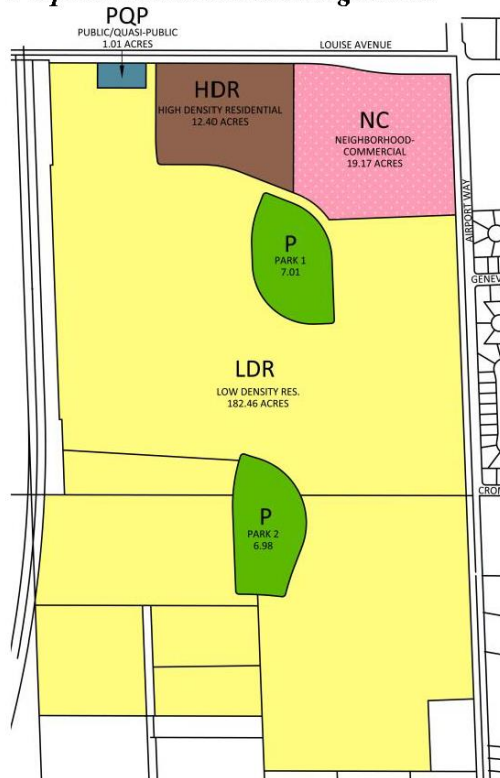 PQP
PUBLIC/QUASI-PUBLIC
1.01 ACRES
LOUISE AVENUE
HDR
HIGH DENSITY RESIDENTIAL
12.40 ACRES
NC
NEIGHBORHOOD-
COMMERCIAL
19.17 ACRES
AIRPORT WAY
P
PARK 1
7.01
GENEV
LDR
LOW DENSITY RES.
182.46 ACRES
CRO
P
PARK 2
6.98